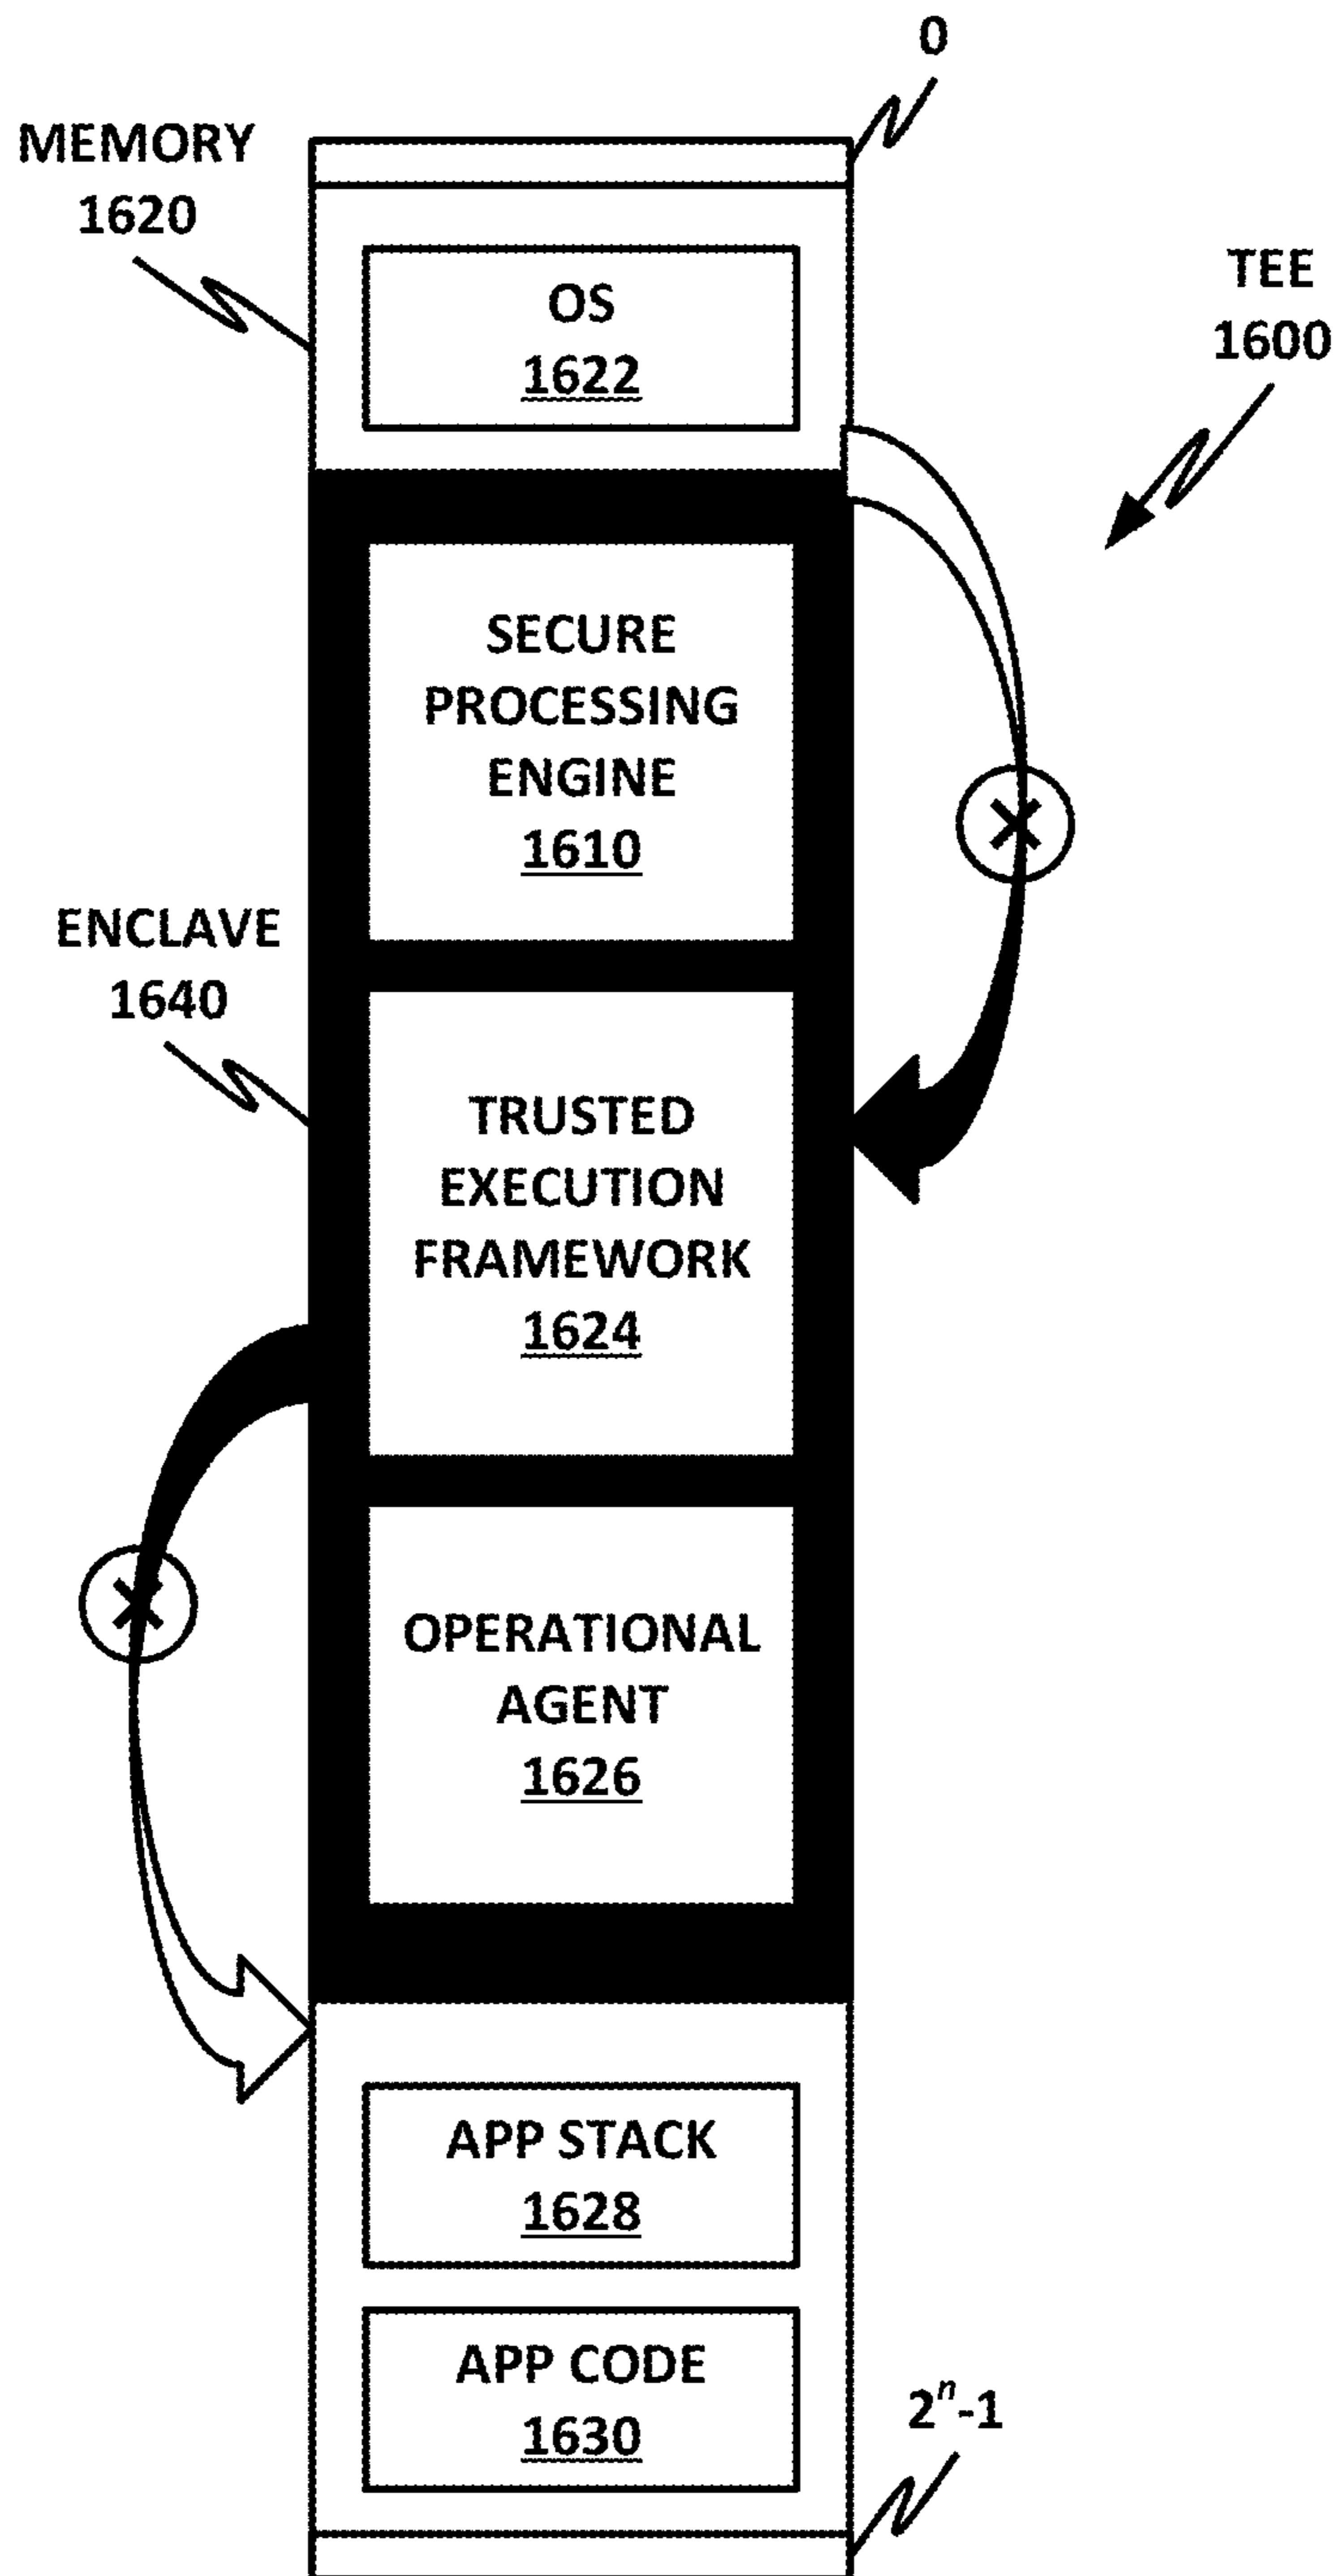 0
MEMORY
1620
TEE
1600
OS
1622
SECURE
PROCESSING
ENGINE
1610
ENCLAVE
1640
TRUSTED
EXECUTION
FRAMEWORK
1624
OPERATIONAL
AGENT
1626
APP STACK
1628
APP CODE
1630
2ⁿ-1